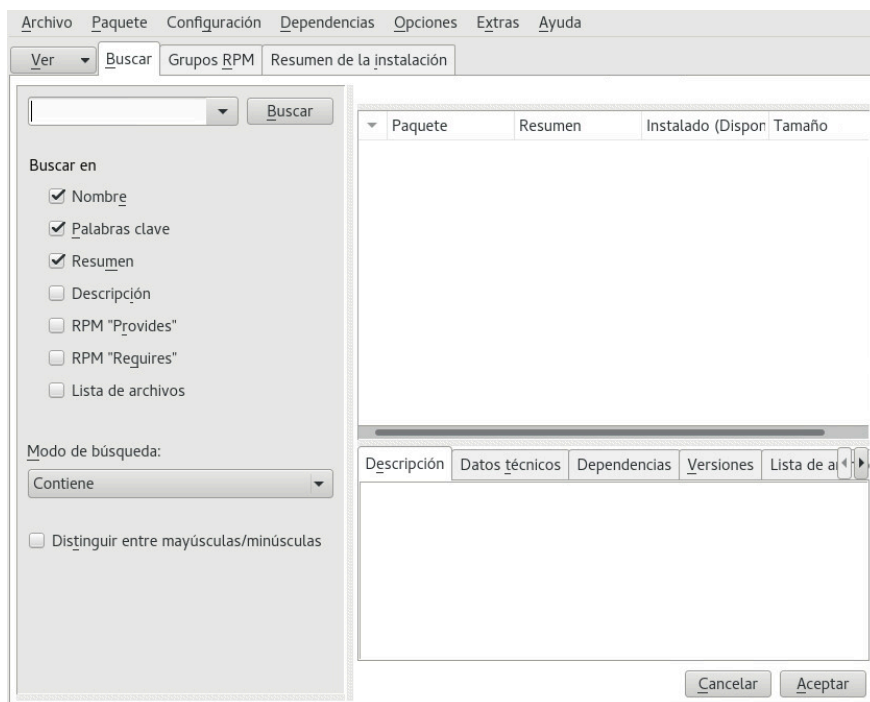 Archivo Paquete Configuración Dependencias Opciones Extras Ayuda
Ver Buscar Grupos RPM Resumen de la instalación
Buscar
Paquete Resumen Instalado (Dispon Tamaño
Buscar en
Nombre
Palabras clave
Resumen
Descripción
RPM "Provides"
RPM "Requires"
Lista de archivos
Modo de búsqueda:
Contiene
Distinguir entre mayúsculas/minúsculas
Descripción Datos técnicos Dependencias Versiones Lista de
Cancelar Aceptar